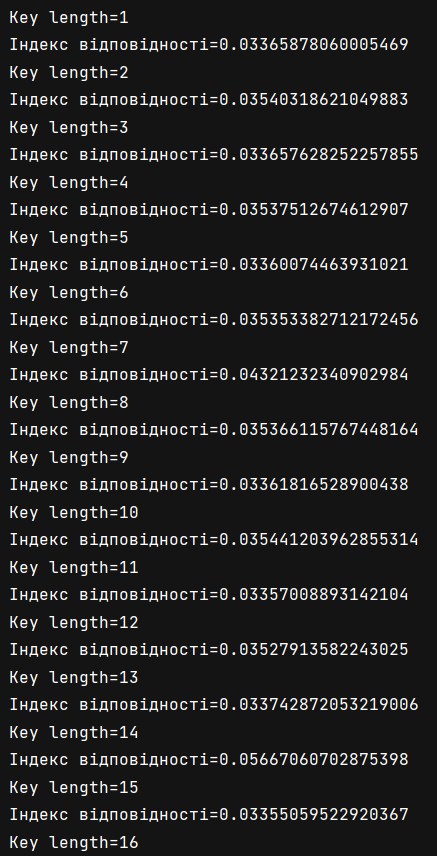 Key length=1
Індекс відповідності=0.03365878060005469
Key length=2
Індекс відповідності=0.03540318621049883
Key length=3
Індекс відповідності=0.033657628252257855
Key length=4
Індекс відповідності=0.03537512674612907
Key length=5
Індекс відповідності=0.03360074463931021
Key length=6
Індекс відповідності=0.035353382712172456
Key length=7
Індекс відповідності=0.04321232340902984
Key length=8
Індекс відповідності=0.035366115767448164
Key length=9
Індекс відповідності=0.03361816528900438
Key length=10
Індекс відповідності=0.035441203962855314
Key length=11
Індекс відповідності=0.03357008893142104
Key length=12
Індекс відповідності=0.03527913582243025
Key length=13
Індекс відповідності=0.033742872053219006
Key length=14
Індекс відповідності=0.05667060702875398
Key length=15
Індекс відповідності=0.03355059522920367
Key length=16